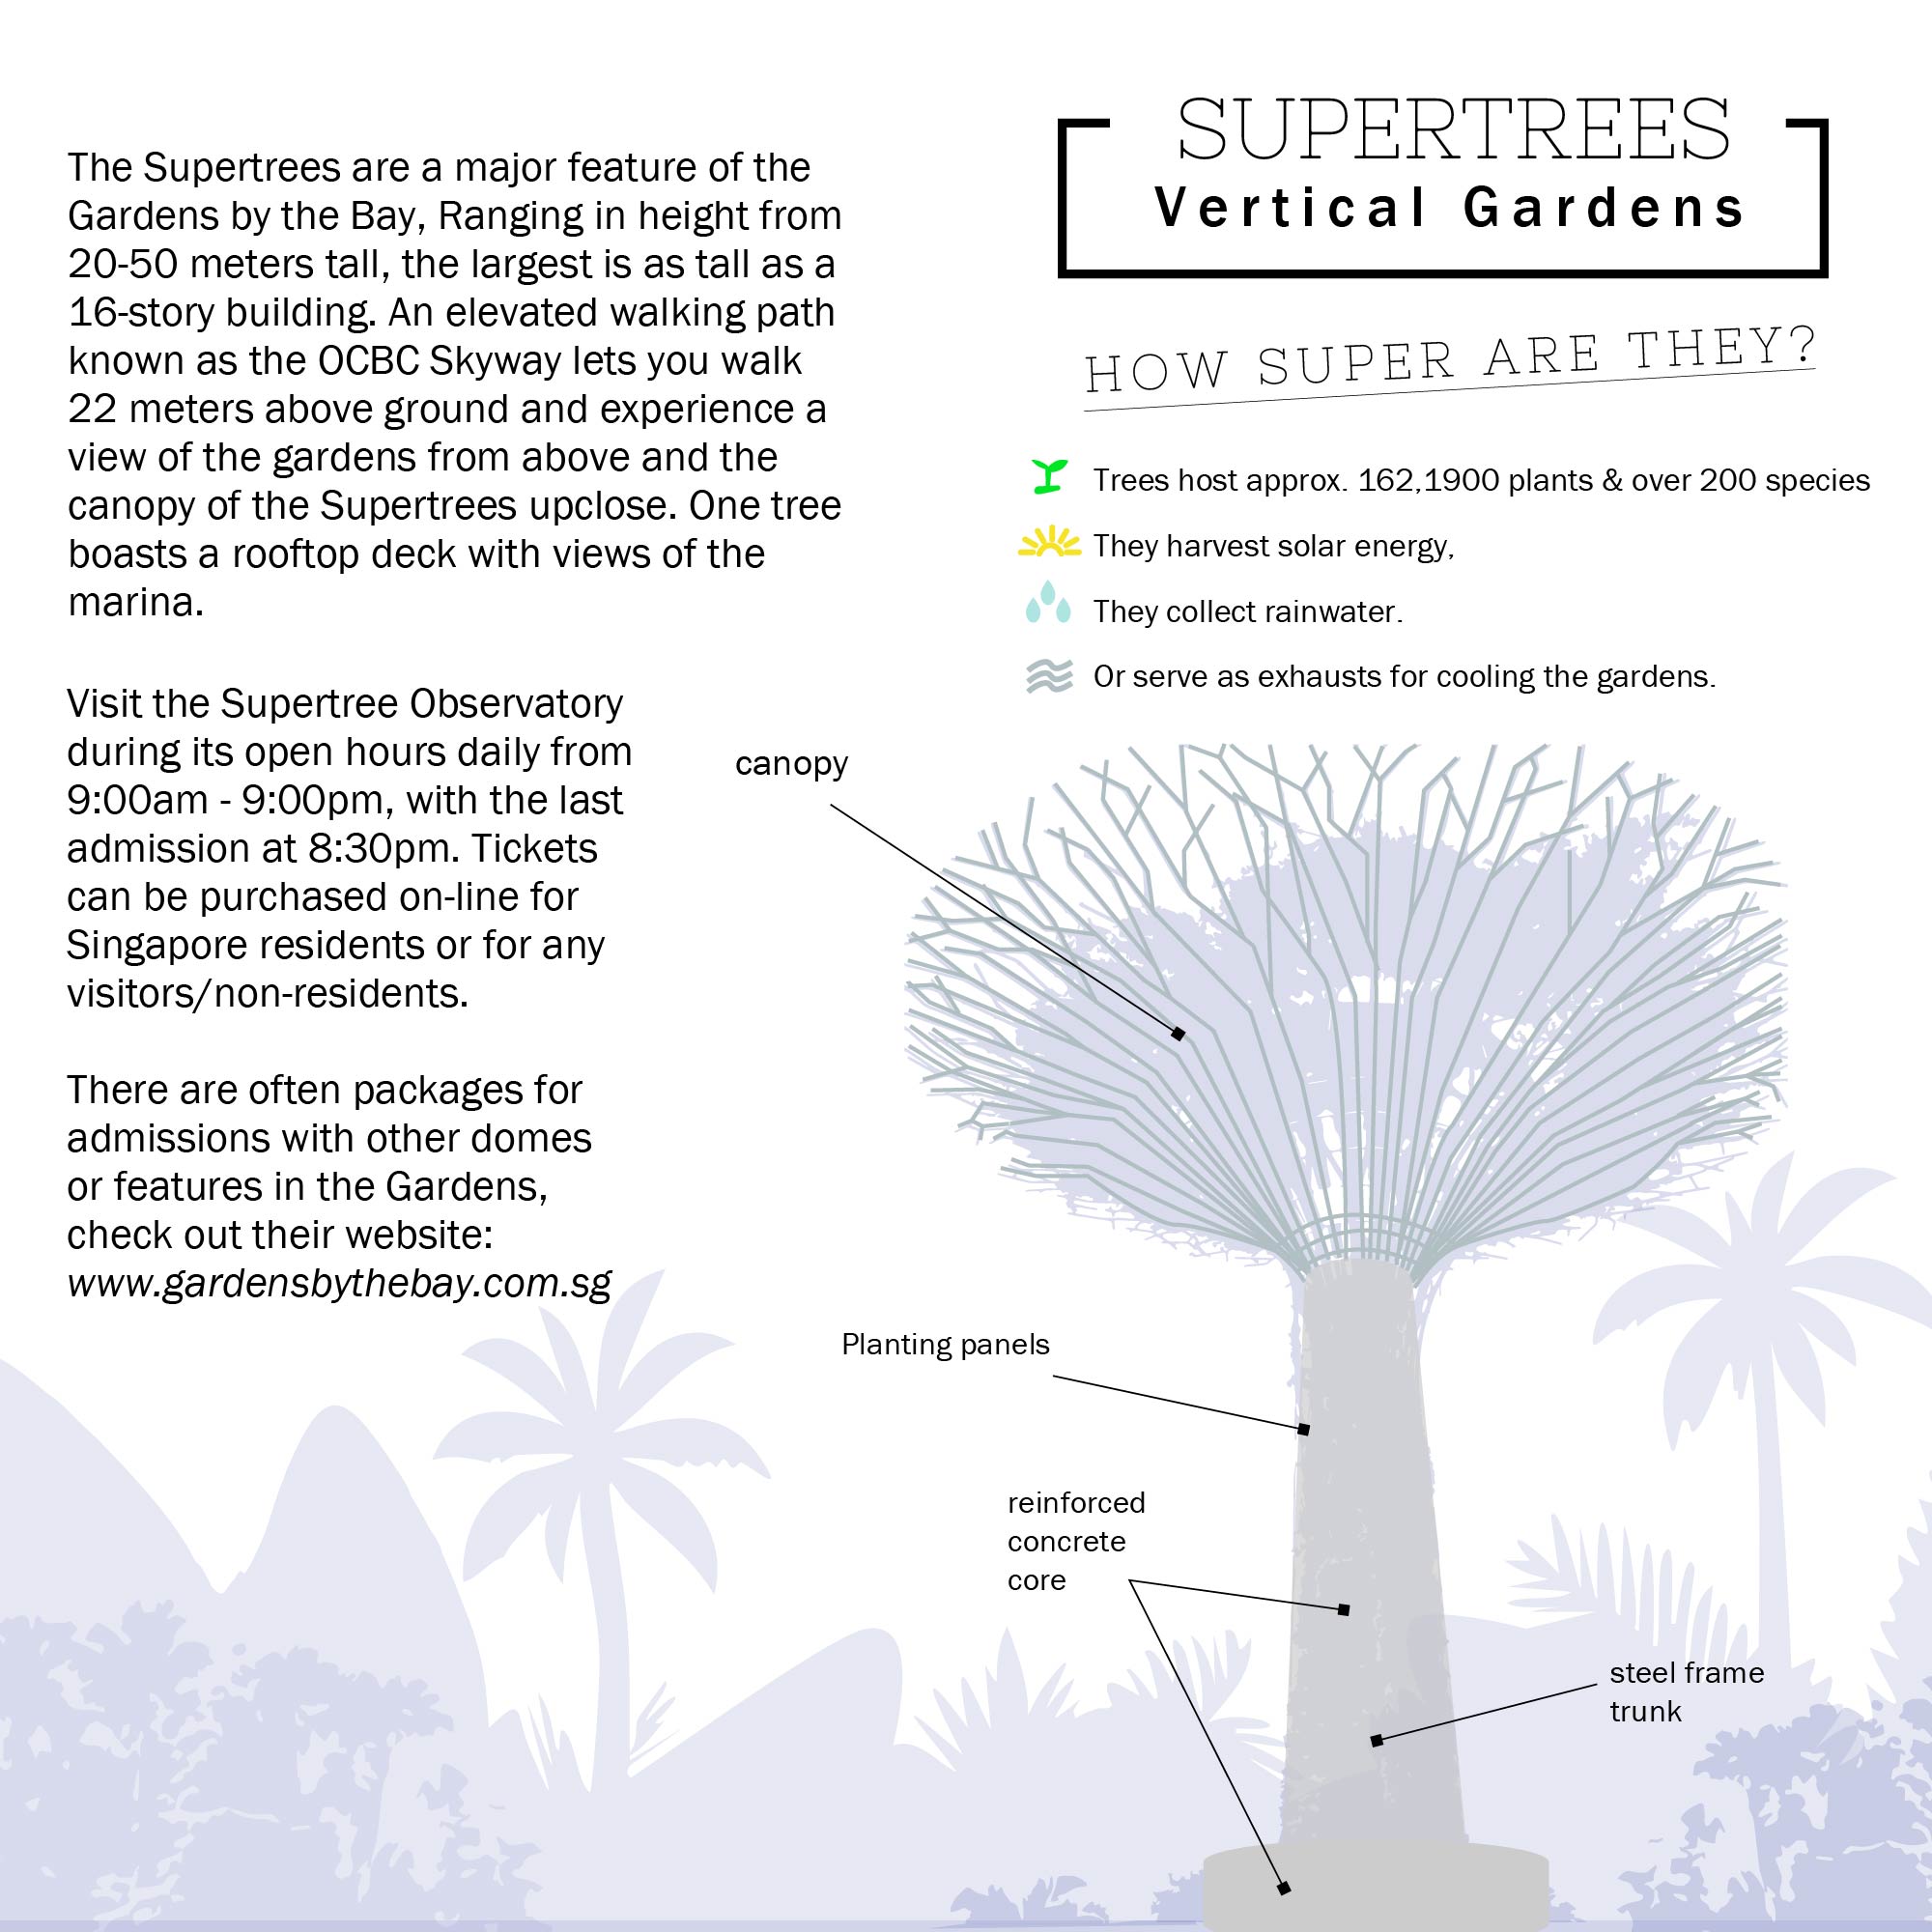 The Supertrees are a major feature of the
Gardens by the Bay, Ranging in height from
20-50 meters tall, the largest is as tall as a
16-story building. An elevated walking path
known as the OCBC Skyway lets you walk
22 meters above ground and experience a
view of the gardens from above and the
canopy of the Supertrees upclose. One tree
boasts a rooftop deck with views of the
marina.
Visit the Supertree Observatory
during its open hours daily from
9:00am - 9:00pm, with the last
admission at 8:30pm. Tickets
can be purchased on-line for
Singapore residents or for any
visitors/non-residents.
There are often packages for
admissions with other domes
or features in the Gardens,
check out their website:
www.gardensbythebay.com.sg
SUPERTREES
Vertical Gardens
HOW SUPER ARE THEY?
Trees host approx. 162,1900 plants & over 200 species
They harvest solar energy,
They collect rainwater.
Or serve as exhausts for cooling the gardens.
canopy
Planting panels
reinforced
concrete
core
steel frame
trunk